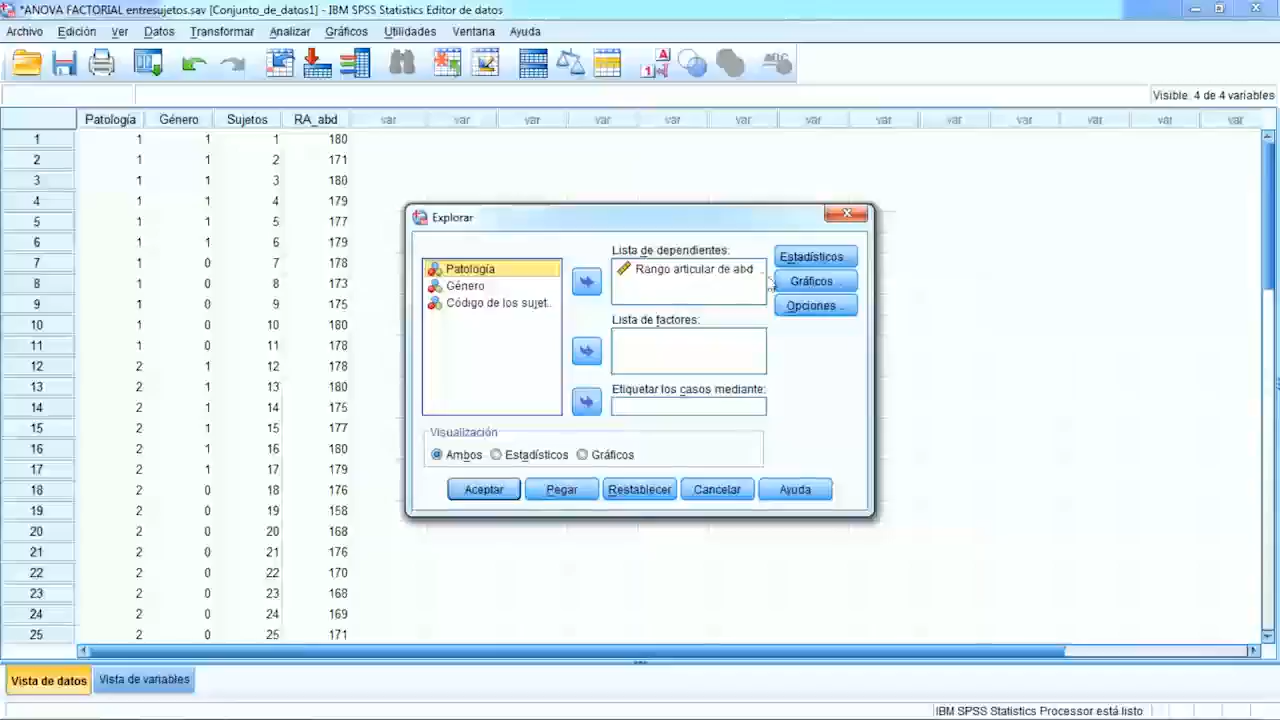 *ANOVA FACTORIAL entresujetos.sav [Conjunto_de_datos1] - IBM SPSS Statistics Editor de datos
Archivo Edición Ver Datos Transformar Analizar Gráficos Utilidades Ventana Ayuda
Visible: 4 de 4 variables
Patología Género Sujetos RA_abd var var var var var var var var var var var var var
1 1 1 1 180
2 1 1 2 171
3 1 1 3 180
4 1 1 4 179
5 1 1 5 177
6 1 1 6 179
7 1 0 7 178
8 1 0 8 173
9 1 0 9 175
10 1 0 10 180
11 1 0 11 178
12 2 1 12 178
13 2 1 13 180
14 2 1 14 175
15 2 1 15 177
16 2 1 16 180
17 2 1 17 179
18 2 0 18 176
19 2 0 19 158
20 2 0 20 168
21 2 0 21 176
22 2 0 22 170
23 2 0 23 168
24 2 0 24 169
25 2 0 25 171
Explorar
Patología
Género
Código de los sujet..
Lista de dependientes:
Rango articular de abd ...
Lista de factores:
Etiquetar los casos mediante:
Estadísticos...
Gráficos...
Opciones...
Visualización
Ambos Estadísticos Gráficos
Aceptar Pegar Restablecer Cancelar Ayuda
Vista de datos Vista de variables
IBM SPSS Statistics Processor está listo